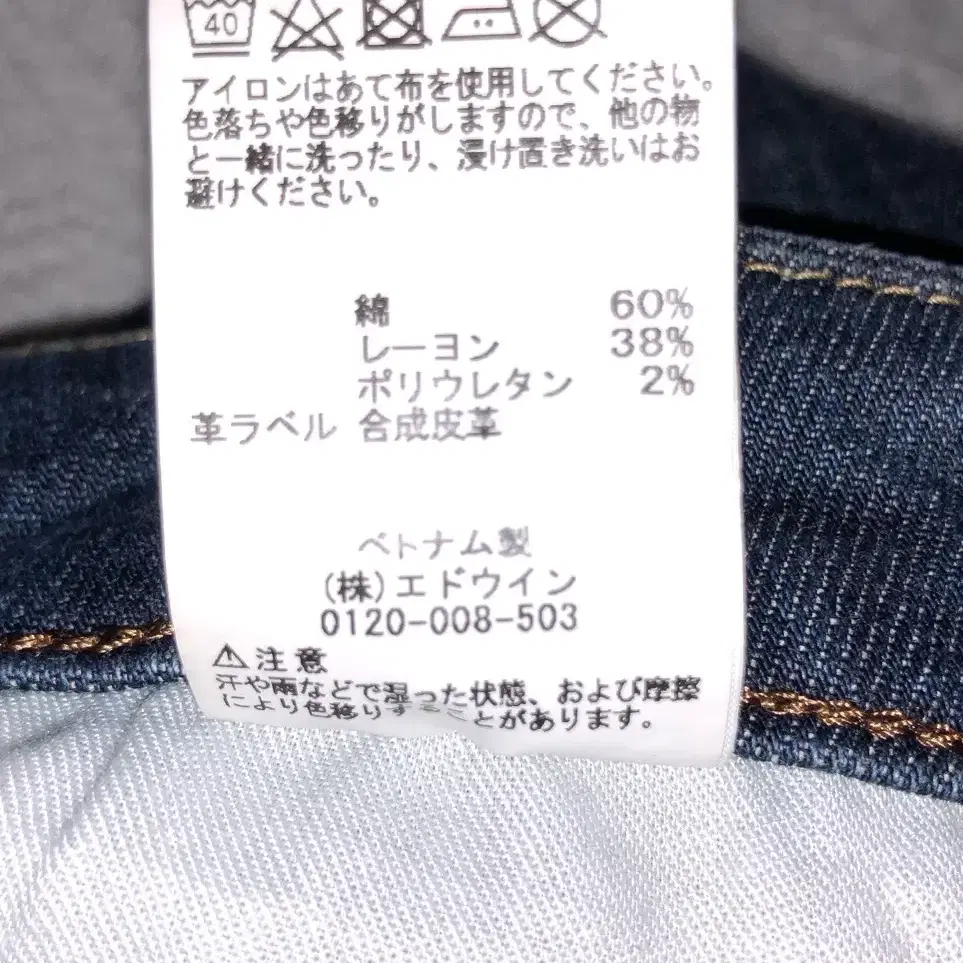 40
アイロンはあて布を使用してください。
色落ちや色移りがしますので、他の物
と一緒に洗ったり、浸け置き洗いはお
避けください。
綿 60%
レーヨン 38%
ポリウレタン 2%
革ラベル 合成皮革
ベトナム製
(株)エドウイン
0120-008-503
⚠注意
汗や雨などで湿った状態、および摩擦
により色移りすることがあります。